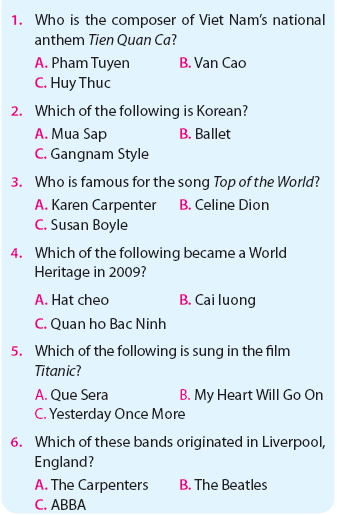 1. Who is the composer of Viet Nam's national
anthem Tien Quan Ca?
A. Pham Tuyen B. Van Cao
C. Huy Thuc
2. Which of the following is Korean?
A. Mua Sap B. Ballet
C. Gangnam Style
3. Who is famous for the song Top of the World?
A. Karen Carpenter B. Celine Dion
C. Susan Boyle
4. Which of the following became a World
Heritage in 2009?
A. Hat cheo B. Cai luong
C. Quan ho Bac Ninh
5. Which of the following is sung in the film
Titanic?
A. Que Sera B. My Heart Will Go On
C. Yesterday Once More
6. Which of these bands originated in Liverpool,
England?
A. The Carpenters B. The Beatles
C. ABBA